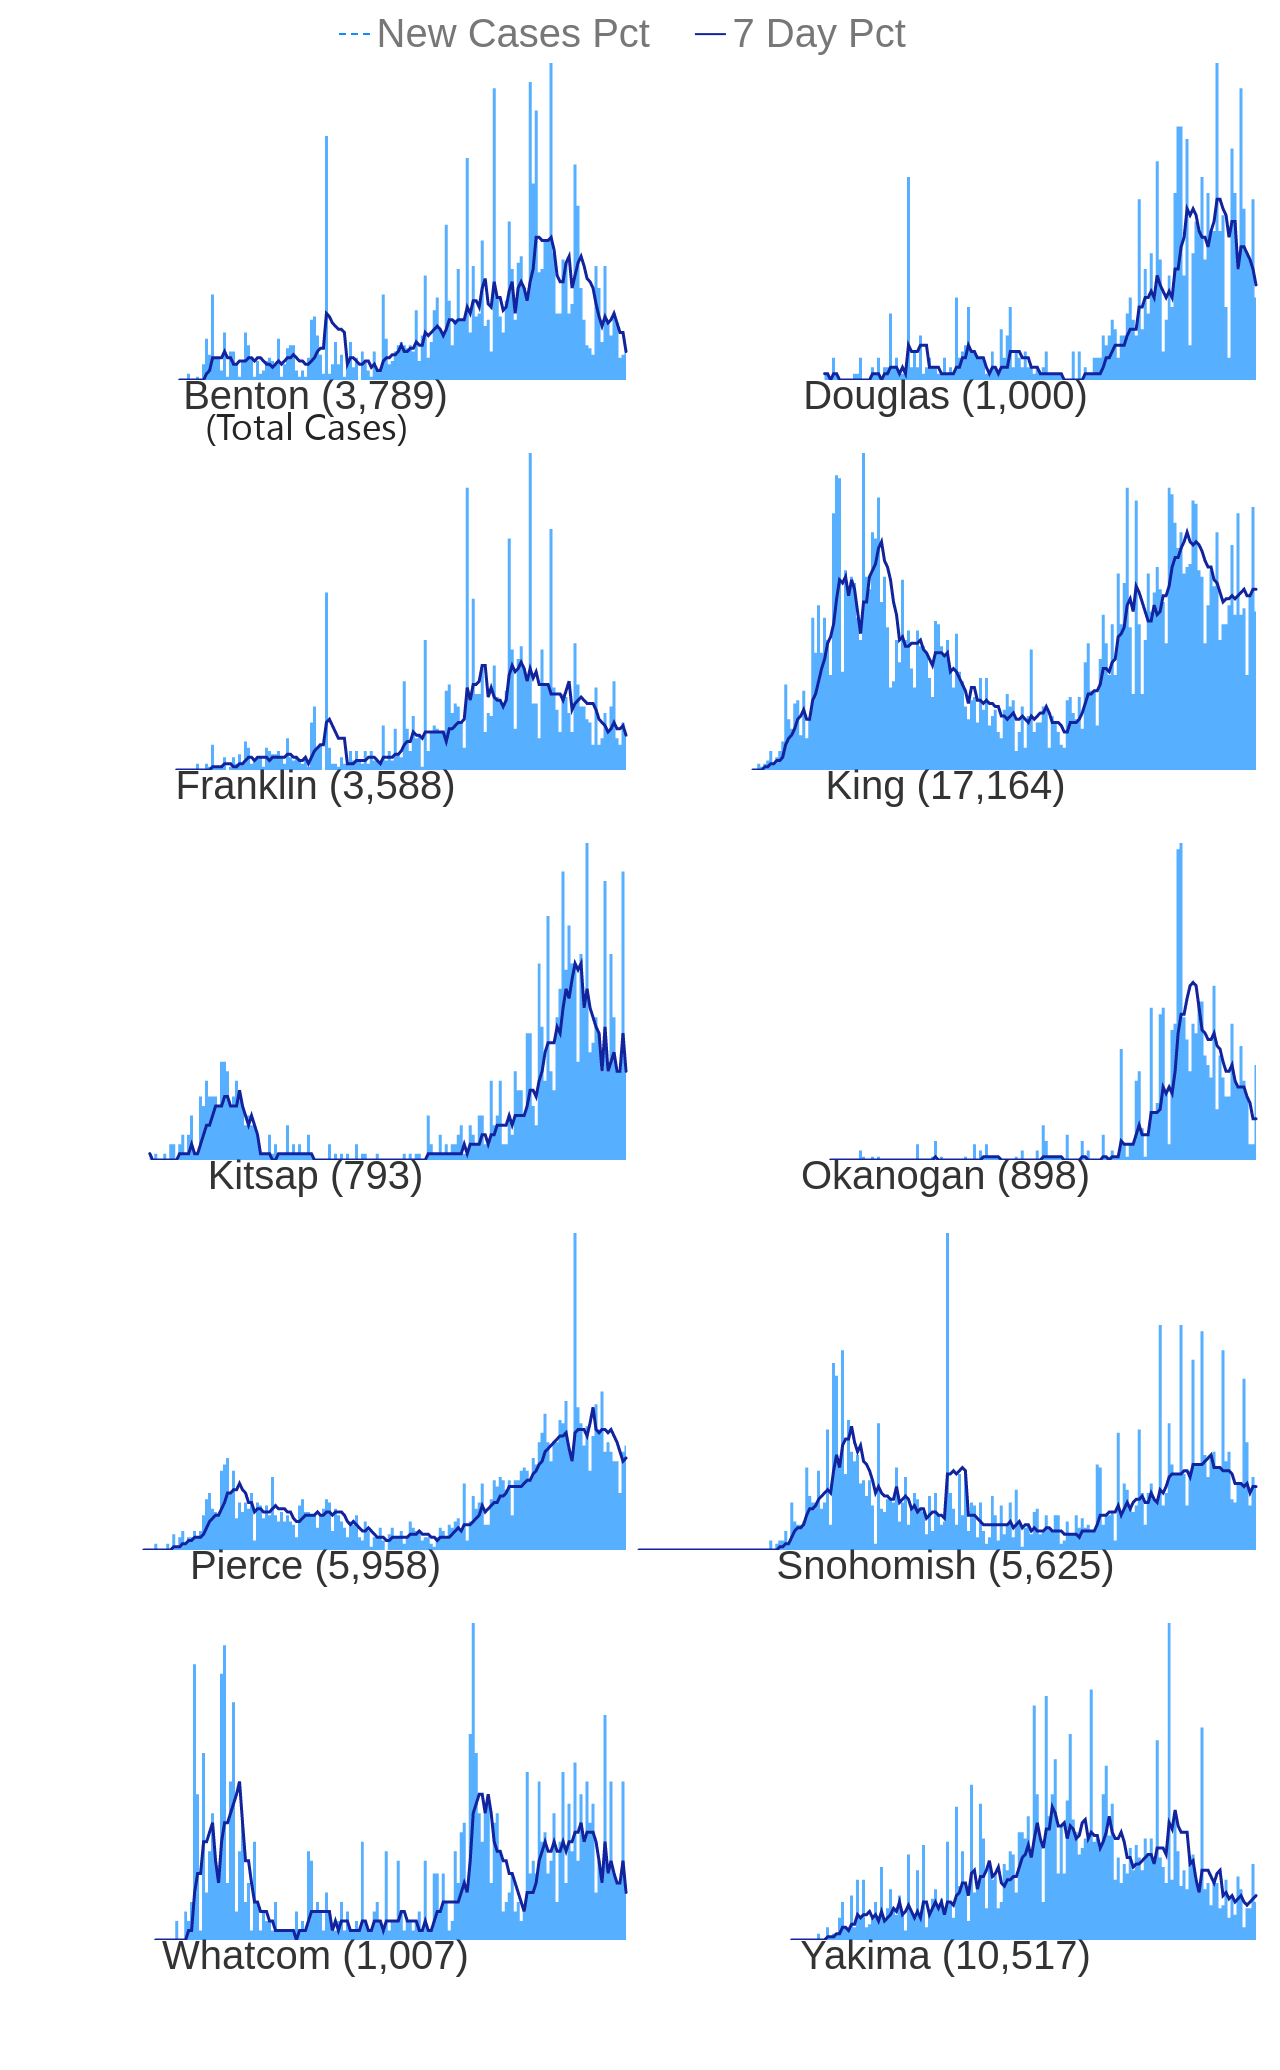 New Cases Pct 7 Day Pct
Benton (3,789) Douglas (1,000)
(Total Cases)
Franklin (3,588) King (17,164)
Kitsap (793) Okanogan (898)
Pierce (5,958) Snohomish (5,625)
Whatcom (1,007) Yakima (10,517)